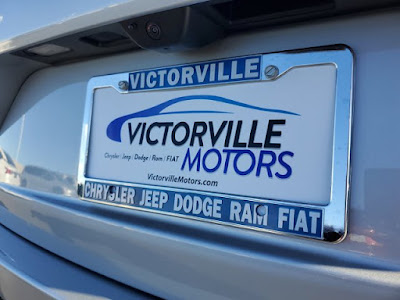 VICTORVILLE
VICTORVILLE
MOTORS
Chrysler | Jeep | Dodge | Ram | FIAT
VictorvilleMotors.com
CHRYSLER JEEP DODGE RAM FIAT